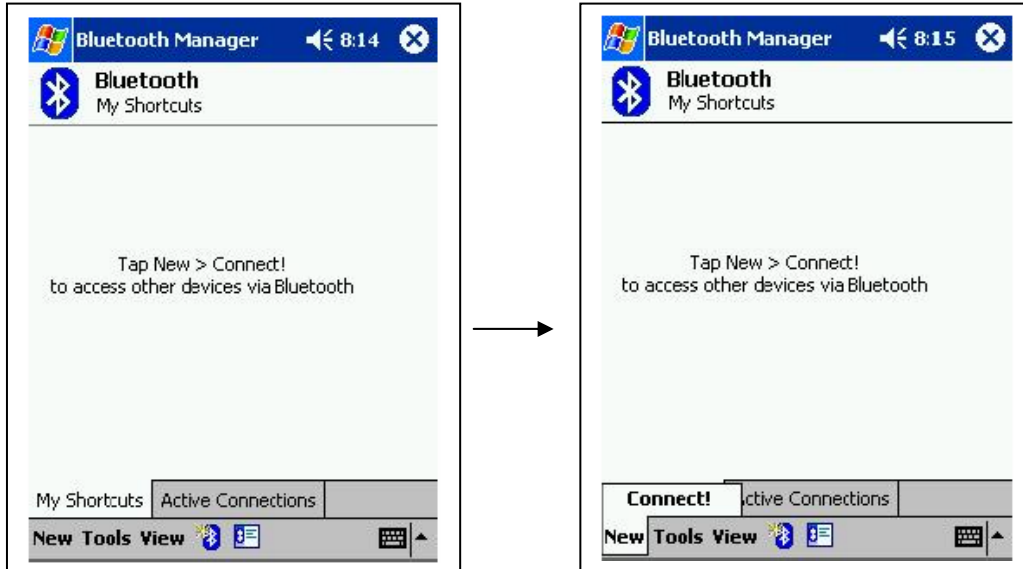 Bluetooth Manager 8:14
Bluetooth
My Shortcuts
Tap New > Connect!
to access other devices via Bluetooth
My Shortcuts Active Connections
New Tools View
Bluetooth Manager 8:15
Bluetooth
My Shortcuts
Tap New > Connect!
to access other devices via Bluetooth
Connect! ctive Connections
New Tools View